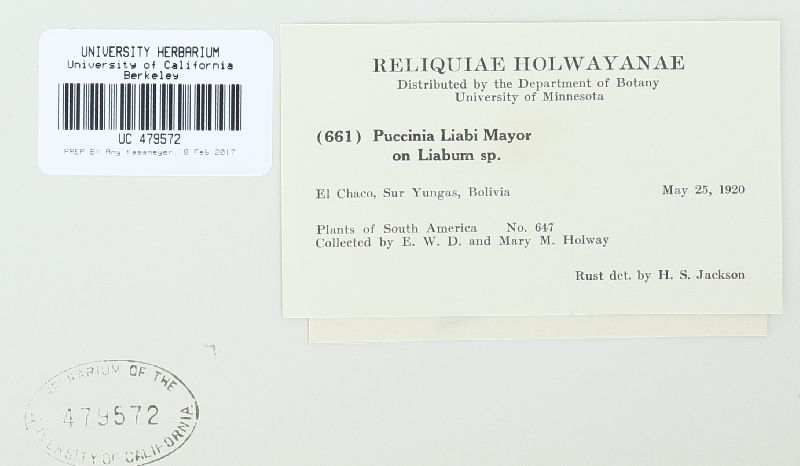 UNIVERSITY HERBARIUM
University of California
Berkeley
UC 479572
PREP BY Amy Kasameyer, 8 Feb 2017
RELIQUIAE HOLWAYANAE
Distributed by the Department of Botany
University of Minnesota
(661) Puccinia Liabi Mayor
on Liabum sp.
El Chaco, Sur Yungas, Bolivia May 25, 1920
Plants of South America No. 647
Collected by E. W. D. and Mary M. Holway
Rust det. by H. S. Jackson
HERBARIUM OF THE
479572
UNIVERSITY OF CALIFORNIA